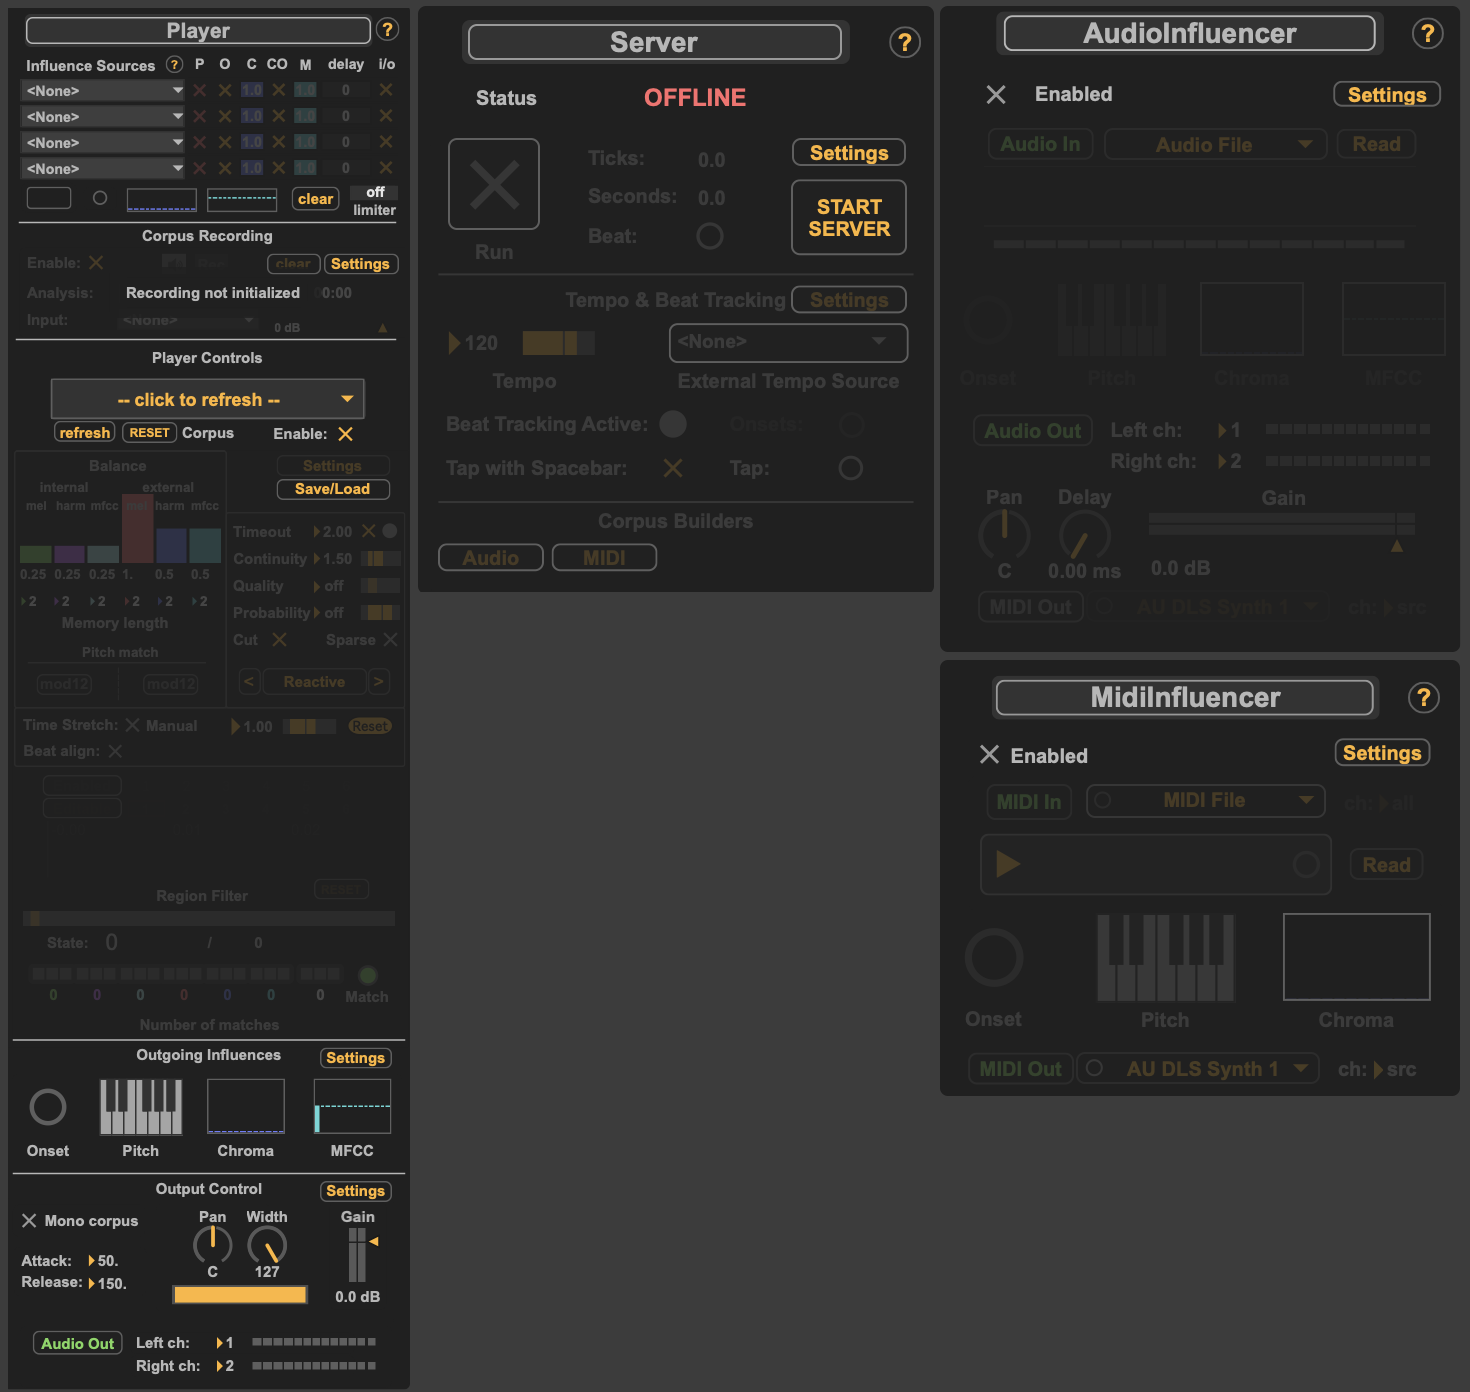 Player ?
Influence Sources ? P O C CO M delay i/o
<None> 1.0 1.0 0
<None> 1.0 1.0 0
<None> 1.0 1.0 0
<None> 1.0 1.0 0
clear off
limiter
Corpus Recording
Enable: clear Settings
Analysis: Recording not initialized 00:00
Input: <None> 0 dB
Player Controls
-- click to refresh --
refresh RESET Corpus Enable:
Balance Settings
internal external Save/Load
mel harm mfcc mel harm mfcc
0.25 0.25 0.25 1. 0.5 0.5
2 2 2 2 2 2
Memory length
Pitch match
mod12 mod12
Timeout 2.00
Continuity 1.50
Quality off
Probability off
Cut Sparse
< Reactive >
Time Stretch: Manual 1.00 Reset
Beat align:
Region Filter RESET
State: 0 / 0
0 0 0 0 0 0 0 Match
Number of matches
Outgoing Influences Settings
Onset Pitch Chroma MFCC
Output Control Settings
Mono corpus Pan Width Gain
Attack: 50.
Release: 150.
C 127
0.0 dB
Audio Out Left ch: 1
Right ch: 2
Server ?
Status OFFLINE
Ticks: 0.0 Settings
Seconds: 0.0 START
SERVER
Beat:
Run
Tempo & Beat Tracking Settings
120 <None>
Tempo External Tempo Source
Beat Tracking Active: Onsets:
Tap with Spacebar: Tap:
Corpus Builders
Audio MIDI
AudioInfluencer ?
Enabled Settings
Audio In Audio File Read
Onset Pitch Chroma MFCC
Audio Out Left ch: 1
Right ch: 2
Pan Delay Gain
C 0.00 ms 0.0 dB
MIDI Out AU DLS Synth 1 ch: src
MidiInfluencer ?
Enabled Settings
MIDI In MIDI File ch: all
Read
Onset Pitch Chroma
MIDI Out AU DLS Synth 1 ch: src